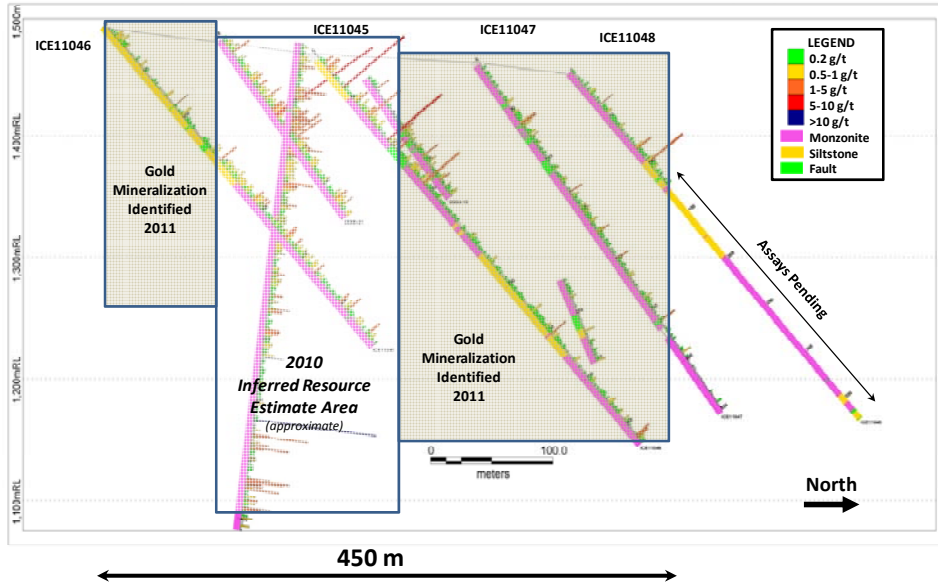 1,500mRL
ICE11046
ICE11045
ICE11047
ICE11048
LEGEND
0.2 g/t
0.5-1 g/t
1-5 g/t
5-10 g/t
>10 g/t
Monzonite
Siltstone
Fault
1,400mRL
Gold
Mineralization
Identified
2011
Assays Pending
1,300mRL
2010
Inferred Resource
Estimate Area
(approximate)
Gold
Mineralization
Identified
2011
1,200mRL
0
100.0
meters
North
1,100mRL
450 m